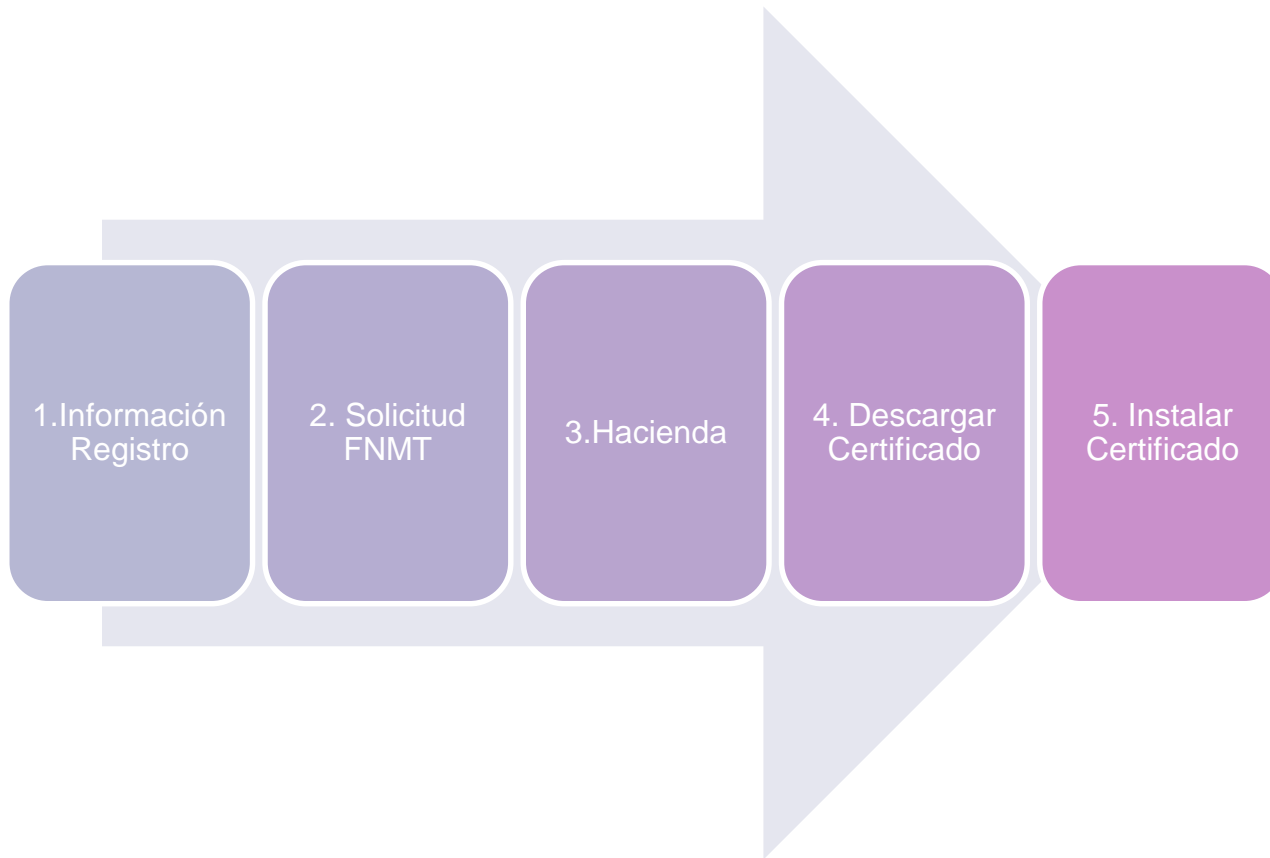 1.Información
Registro
2. Solicitud
FNMT
3.Hacienda
4. Descargar
Certificado
5. Instalar
Certificado